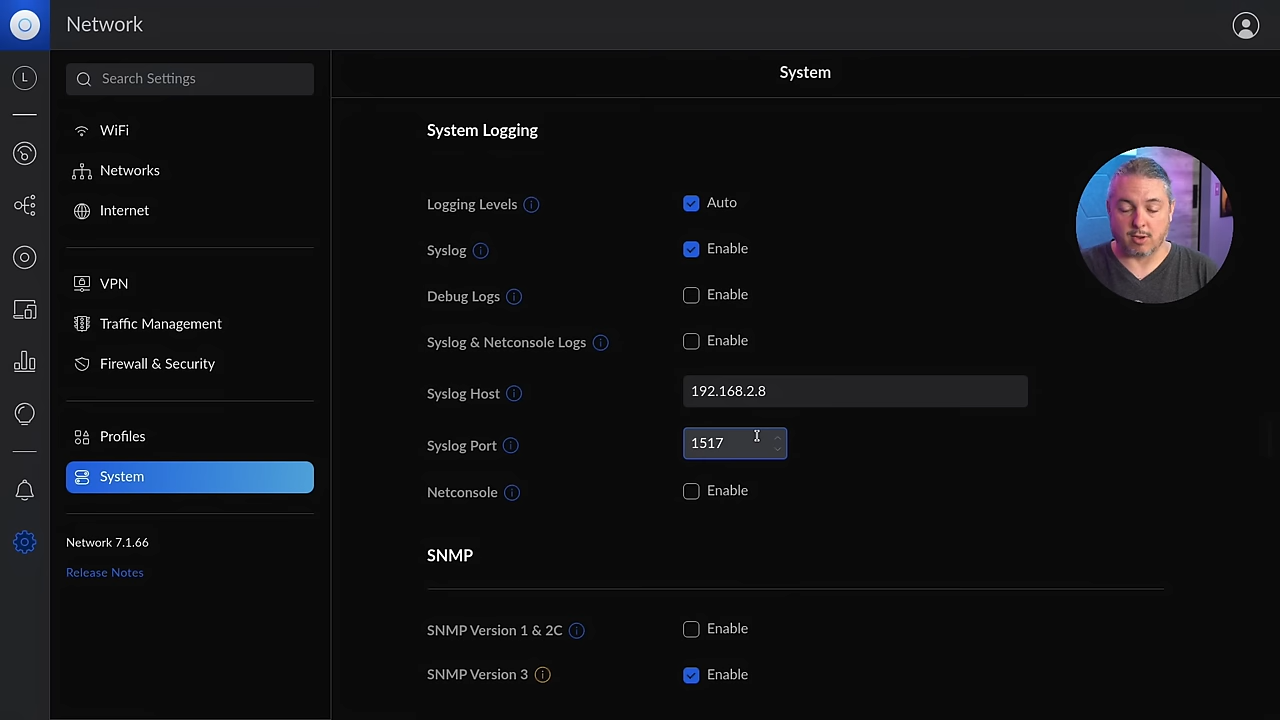 Network
L
Search Settings
WiFi
Networks
Internet
VPN
Traffic Management
Firewall & Security
Profiles
System
Network 7.1.66
Release Notes
System
System Logging
Logging Levels Auto
Syslog Enable
Debug Logs Enable
Syslog & Netconsole Logs Enable
Syslog Host 192.168.2.8
Syslog Port 1517
Netconsole Enable
SNMP
SNMP Version 1 & 2C Enable
SNMP Version 3 Enable